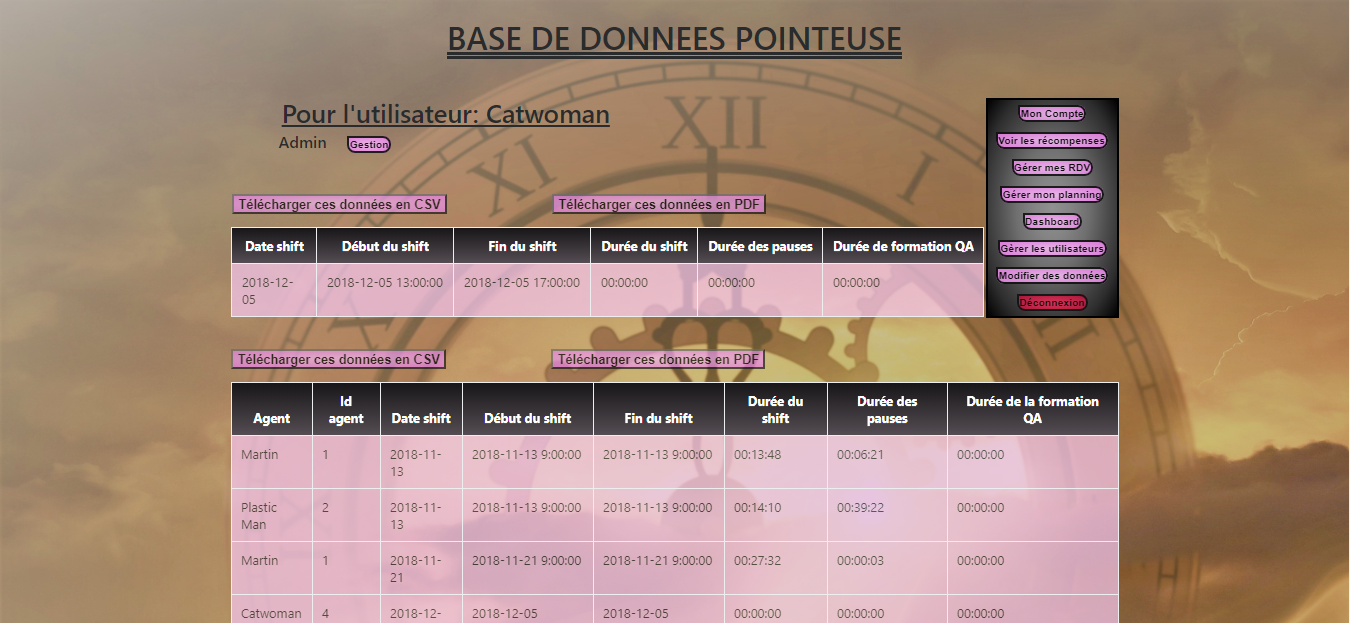 BASE DE DONNEES POINTEUSE
Pour l'utilisateur: Catwoman
Admin Gestion
Mon Compte
Voir les récompenses
Gérer mes RDV
Gérer mon planning
Dashboard
Gérer les utilisateurs
Modifier des données
Déconnexion
Télécharger ces données en CSV Télécharger ces données en PDF
Date shift Début du shift Fin du shift Durée du shift Durée des pauses Durée de formation QA
2018-12- 2018-12-05 13:00:00 2018-12-05 17:00:00 00:00:00 00:00:00 00:00:00
05
Télécharger ces données en CSV Télécharger ces données en PDF
Id Durée du Durée des Durée de la formation
Agent agent Date shift Début du shift Fin du shift shift pauses QA
Martin 1 2018-11- 2018-11-13 9:00:00 2018-11-13 9:00:00 00:13:48 00:06:21 00:00:00
13
Plastic 2 2018-11- 2018-11-13 9:00:00 2018-11-13 9:00:00 00:14:10 00:39:22 00:00:00
Man 13
Martin 1 2018-11- 2018-11-21 9:00:00 2018-11-21 9:00:00 00:27:32 00:00:03 00:00:00
21
Catwoman 4 2018-12- 2018-12-05 2018-12-05 00:00:00 00:00:00 00:00:00
XII
XI
I
X
III